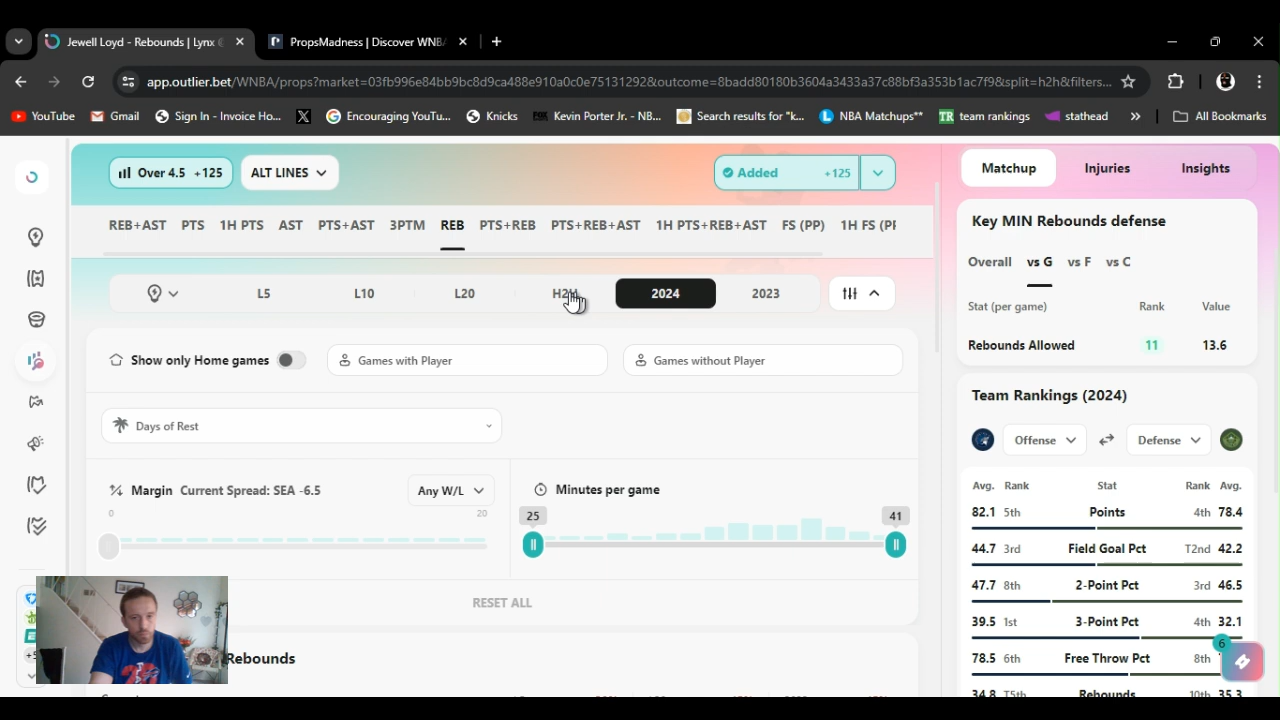 Jewell Loyd - Rebounds | Lynx
PropsMadness | Discover WNB
app.outlier.bet/WNBA/props?market=03fb996e84bb9bc8d9ca488e910a0c0e75131292&outcome=8badd80180b3604a3433a37c88bf3a353b1ac7f9&split=h2h&filters...
YouTube
Gmail
Sign In - Invoice Ho...
Encouraging YouTu...
Knicks
Kevin Porter Jr. - NB...
Search results for "k...
NBA Matchups**
TR team rankings
stathead
»
All Bookmarks
Over 4.5 +125
ALT LINES
Added +125
REB+AST PTS 1H PTS AST PTS+AST 3PTM REB PTS+REB PTS+REB+AST 1H PTS+REB+AST FS (PP) 1H FS (PI
L5 L10 L20 H2H 2024 2023
Show only Home games
Games with Player
Games without Player
Days of Rest
Margin Current Spread: SEA -6.5
Any W/L
0 20
Minutes per game
25 41
RESET ALL
Rebounds
Matchup Injuries Insights
Key MIN Rebounds defense
Overall vs G vs F vs C
Stat (per game) Rank Value
Rebounds Allowed 11 13.6
Team Rankings (2024)
Offense Defense
Avg. Rank Stat Rank Avg.
82.1 5th Points 4th 78.4
44.7 3rd Field Goal Pct T2nd 42.2
47.7 8th 2-Point Pct 3rd 46.5
39.5 1st 3-Point Pct 4th 32.1
78.5 6th Free Throw Pct 8th
34.8 T5th Rebounds 10th 35.3
6